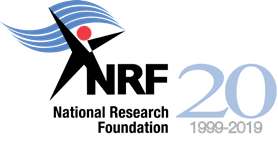 NRF
National Research
Foundation
20
1999-2019